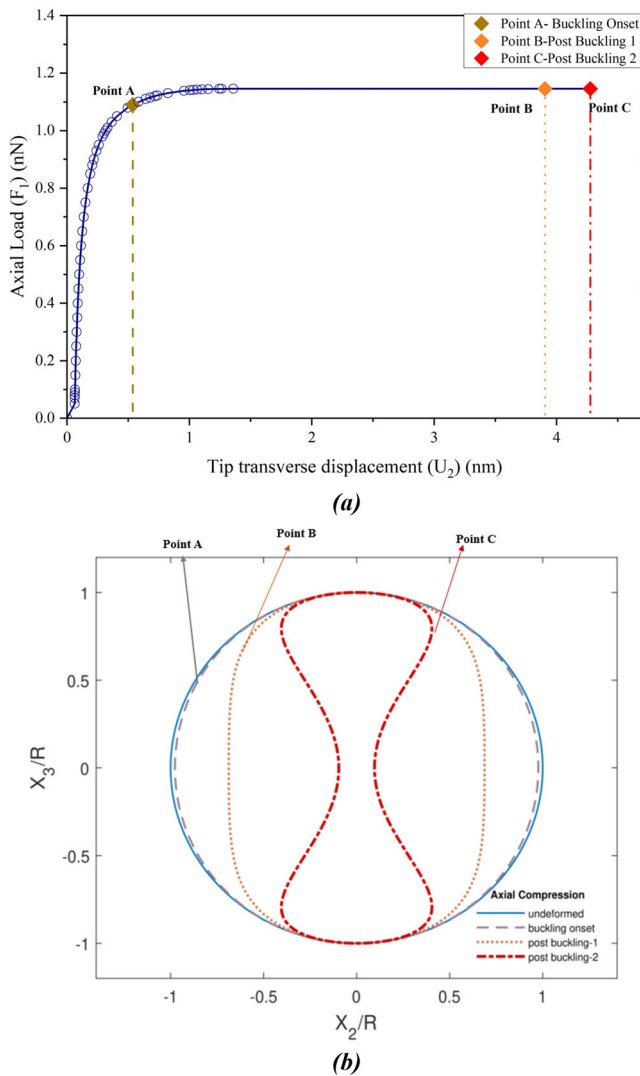 Point A- Buckling Onset
Point B-Post Buckling 1
Point C-Post Buckling 2
1.4
1.2
1.0
0.8
0.6
0.4
0.2
0.0
Axial Load (F1) (nN)
Point A
Point B
Point C
0
1
2
3
4
Tip transverse displacement (U2) (nm)
(a)
Point A
Point B
Point C
1
0.5
0
-0.5
-1
X3/R
Axial Compression
undeformed
buckling onset
post buckling-1
post buckling-2
-1
-0.5
0
0.5
1
X2/R
(b)